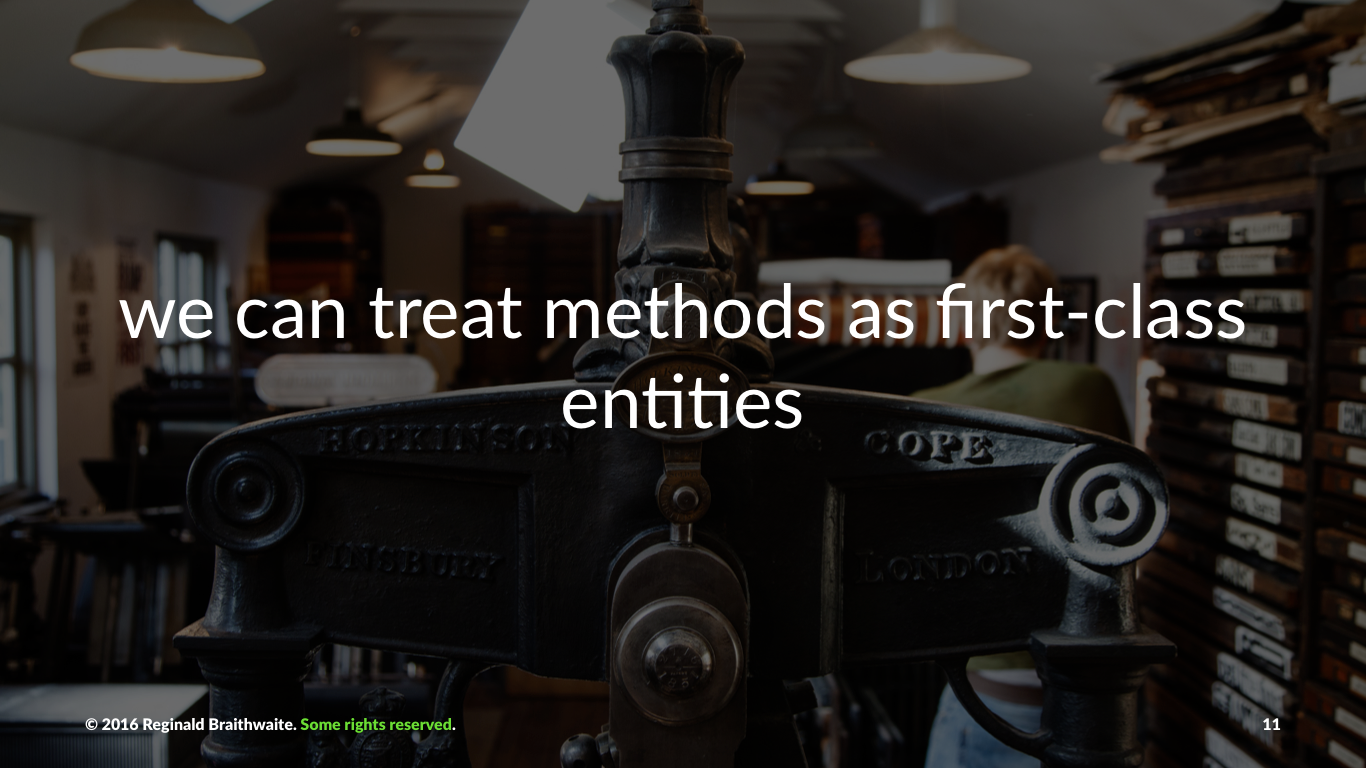 we can treat methods as first-class
entities
HOPKINSON & COPE
FINSBURY LONDON
© 2016 Reginald Braithwaite. Some rights reserved. 11